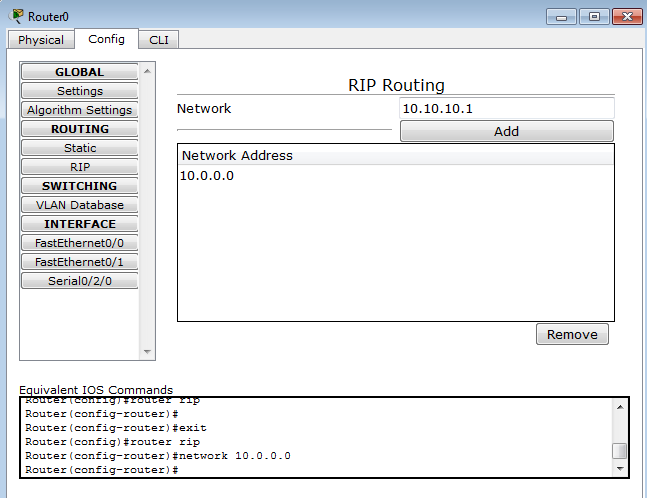 Router0
Physical
Config
CLI
GLOBAL
Settings
Algorithm Settings
ROUTING
Static
RIP
SWITCHING
VLAN Database
INTERFACE
FastEthernet0/0
FastEthernet0/1
Serial0/2/0
RIP Routing
Network
10.10.10.1
Add
Network Address
10.0.0.0
Remove
Equivalent IOS Commands
Router(config)#router rip
Router(config-router)#
Router(config-router)#exit
Router(config)#router rip
Router(config-router)#network 10.0.0.0
Router(config-router)#